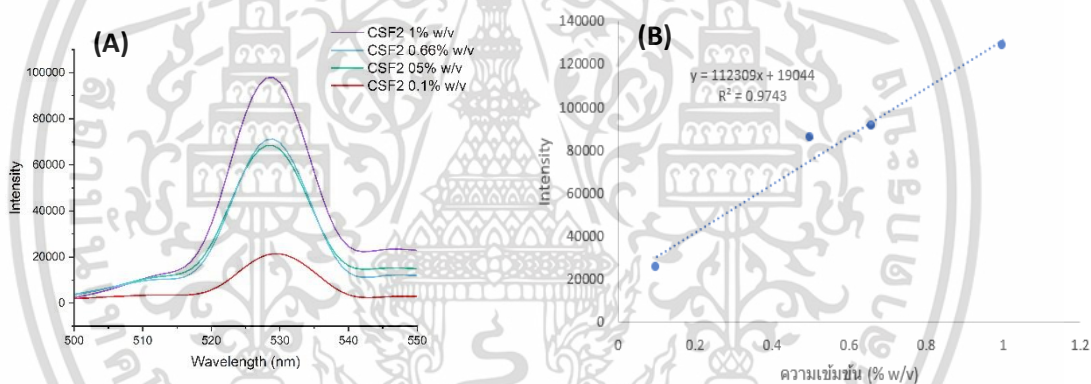 (A)
CSF2 1% w/v
CSF2 0.66% w/v
CSF2 05% w/v
CSF2 0.1% w/v
100000
80000
60000
40000
20000
0
Intensity
500 510 520 530 540 550
Wavelength (nm)
(B)
140000
120000
100000
80000
60000
40000
20000
0
Intensity
y = 112309x + 19044
R² = 0.9743
0 0.2 0.4 0.6 0.8 1 1.2
ความเข้มข้น (% w/v)